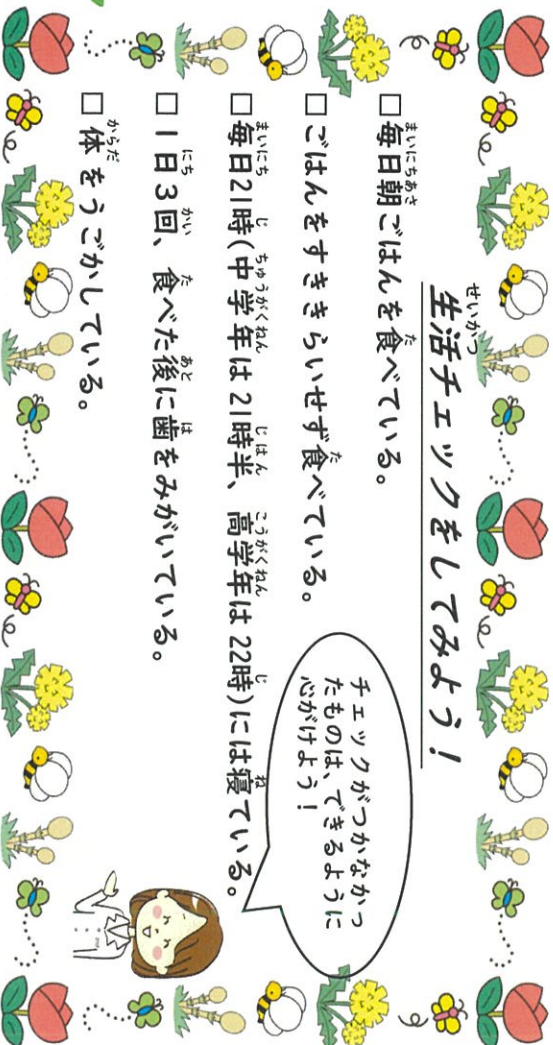 生活チェックをしてみよう!
□毎日朝ごはんを食べている。
□ごはんをすききらいせず食べている。
□毎日21時(中学年は21時半、高学年は22時)には寝ている。
□1日3回、食べた後に歯をみがいている。
□体をうごかしている。
チェックがつかなかっ
たものは、できるように
心がけよう!